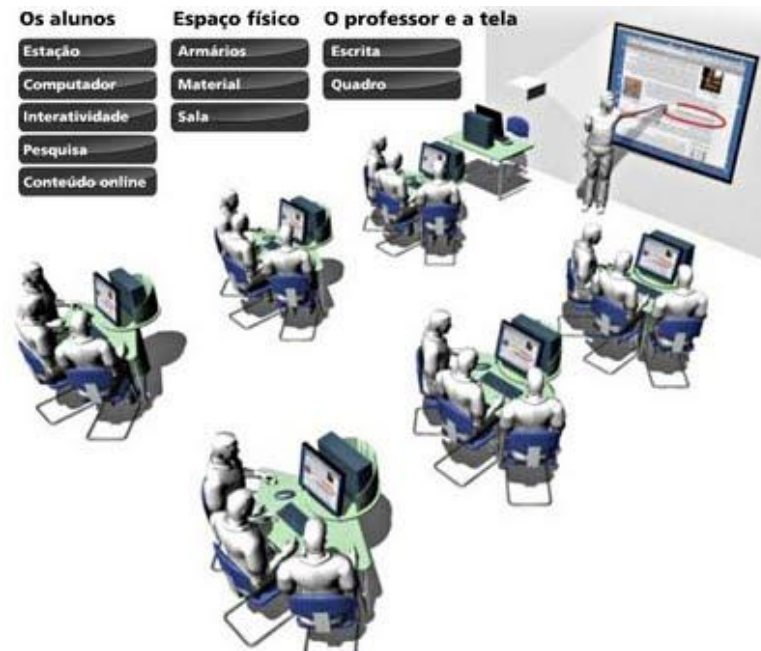 Os alunos
Estação
Computador
Interatividade
Pesquisa
Conteúdo online
Espaço físico
Armários
Material
Sala
O professor e a tela
Escrita
Quadro